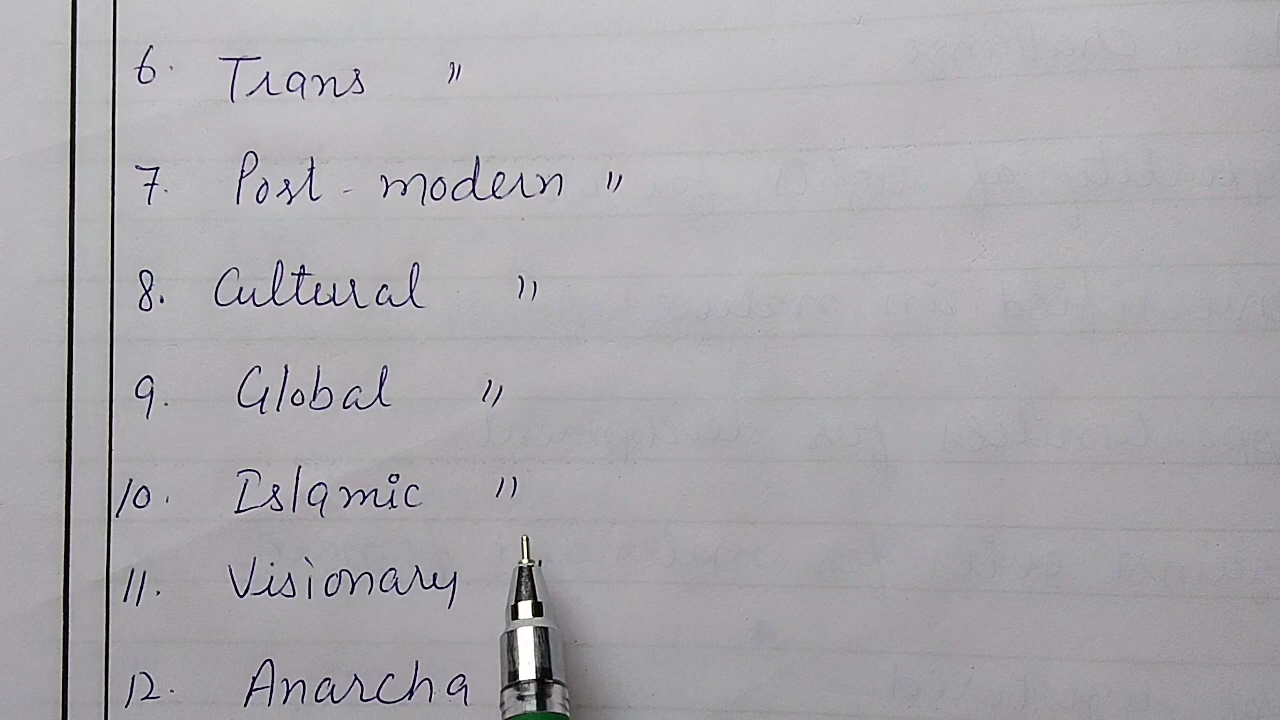 6. Trans "
7. Post-modern "
8. Cultural "
9. Global "
10. Islamic "
11. Visionary
12. Anarcha